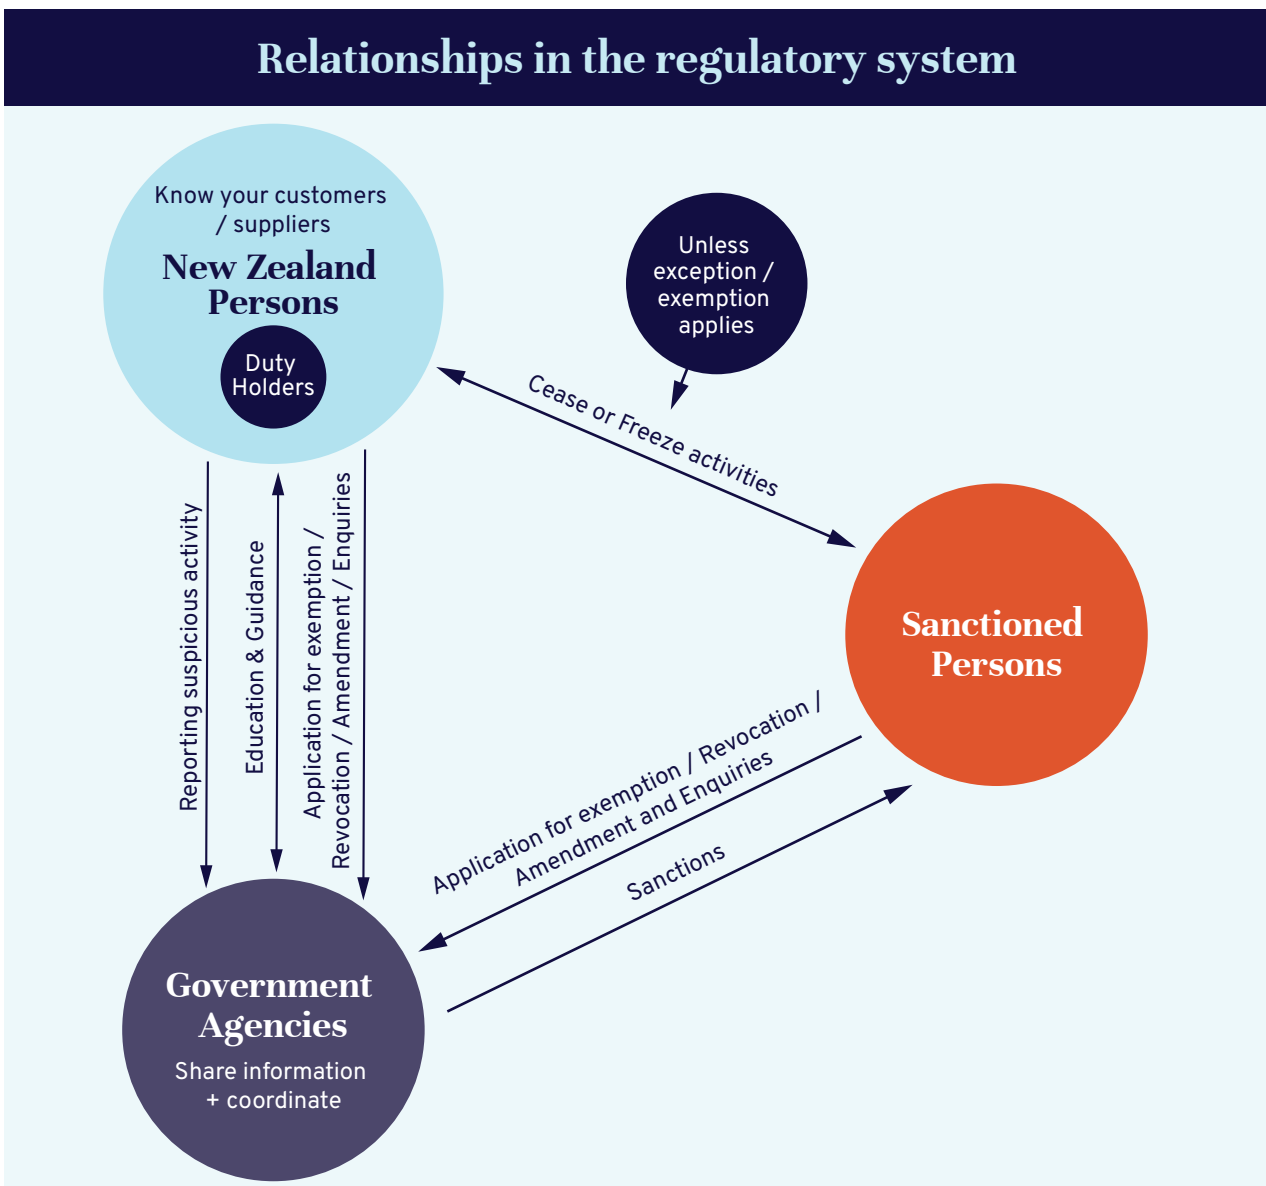 Relationships in the regulatory system
Know your customers
/ suppliers
New Zealand
Persons
Duty
Holders
Unless
exception /
exemption
applies
Cease or Freeze activities
Reporting suspicious activity
Education & Guidance
Application for exemption /
Revocation / Amendment / Enquiries
Sanctioned
Persons
Application for exemption / Revocation /
Amendment and Enquiries
Sanctions
Government
Agencies
Share information
+ coordinate